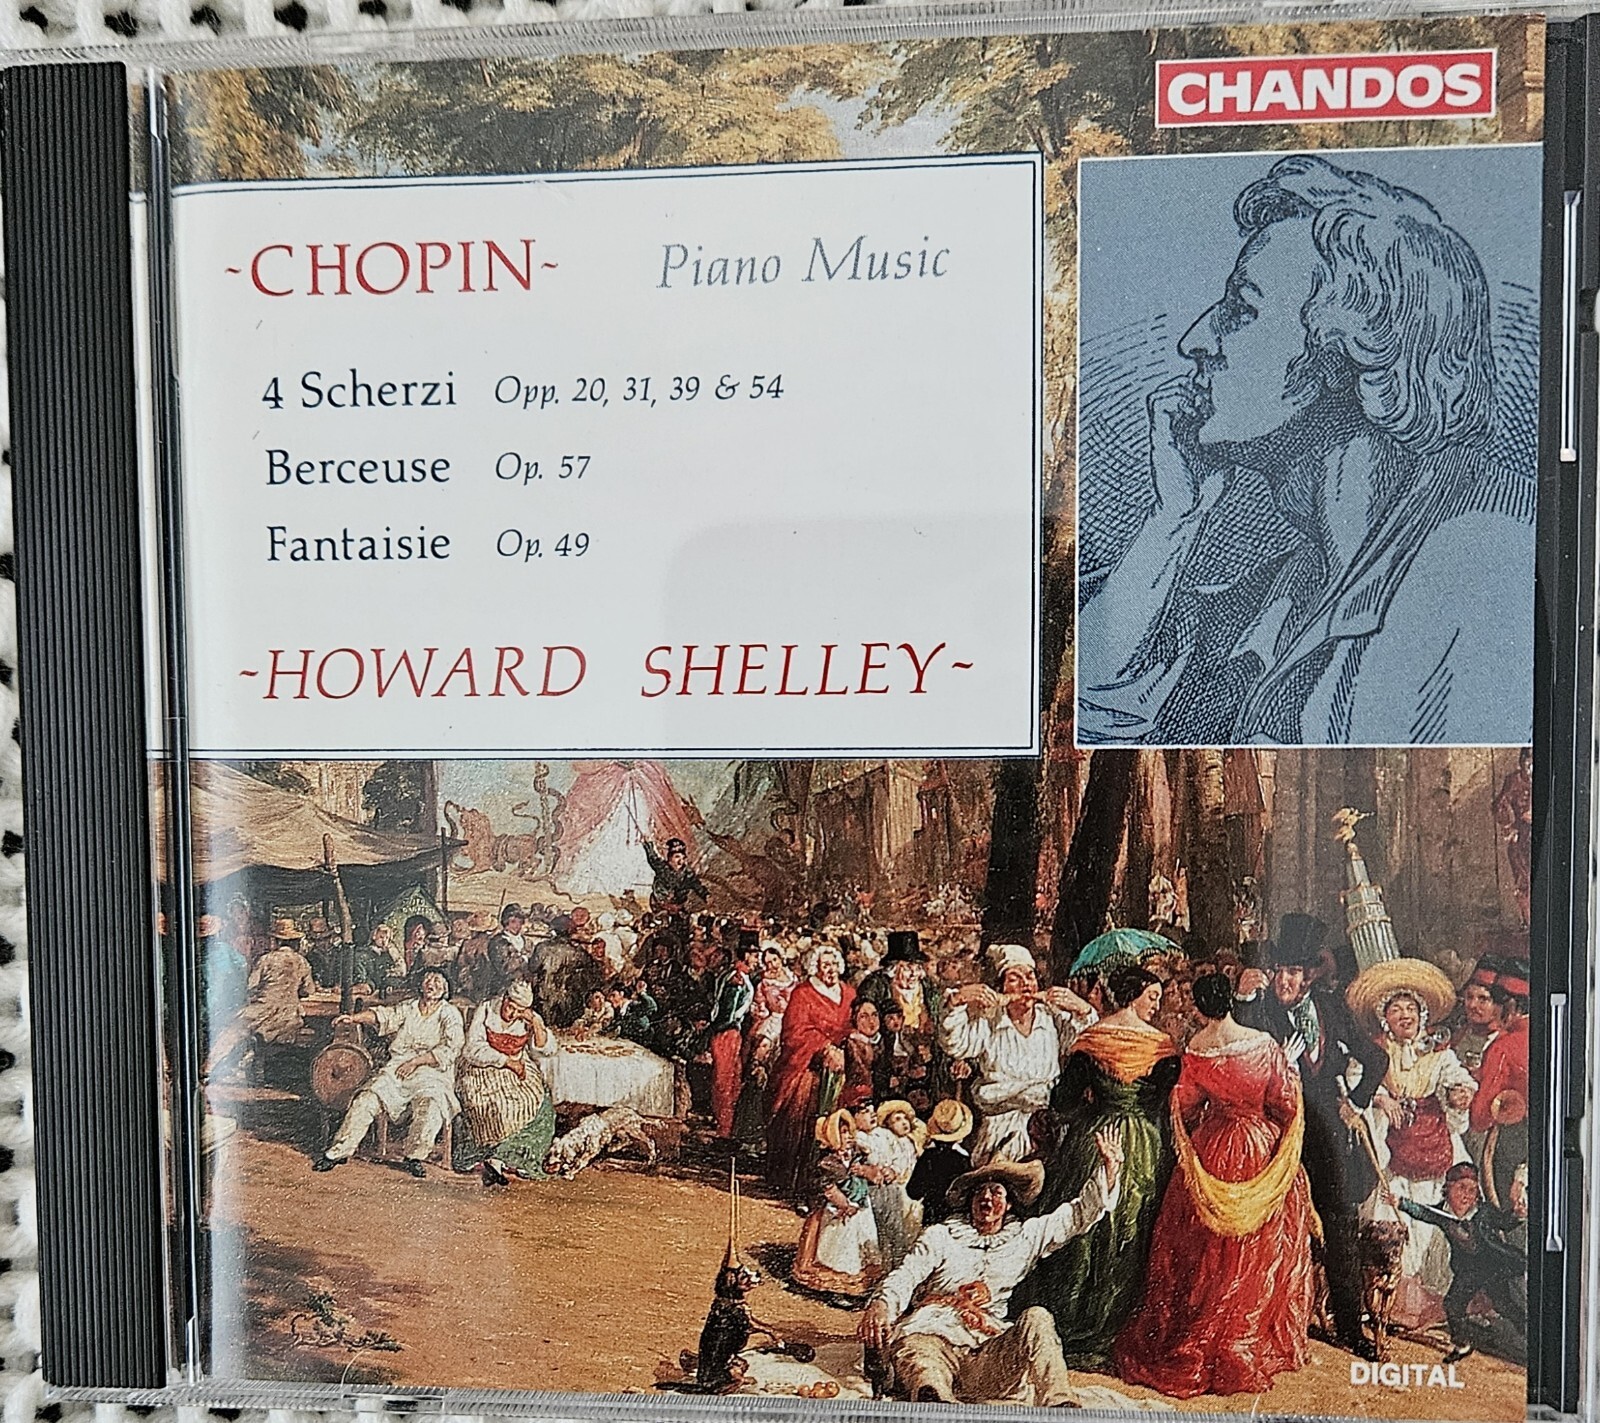 CHANDOS
~CHOPIN~ Piano Music
4 Scherzi Opp. 20, 31, 39 & 54
Berceuse Op. 57
Fantaisie Op. 49
~HOWARD SHELLEY~
DIGITAL